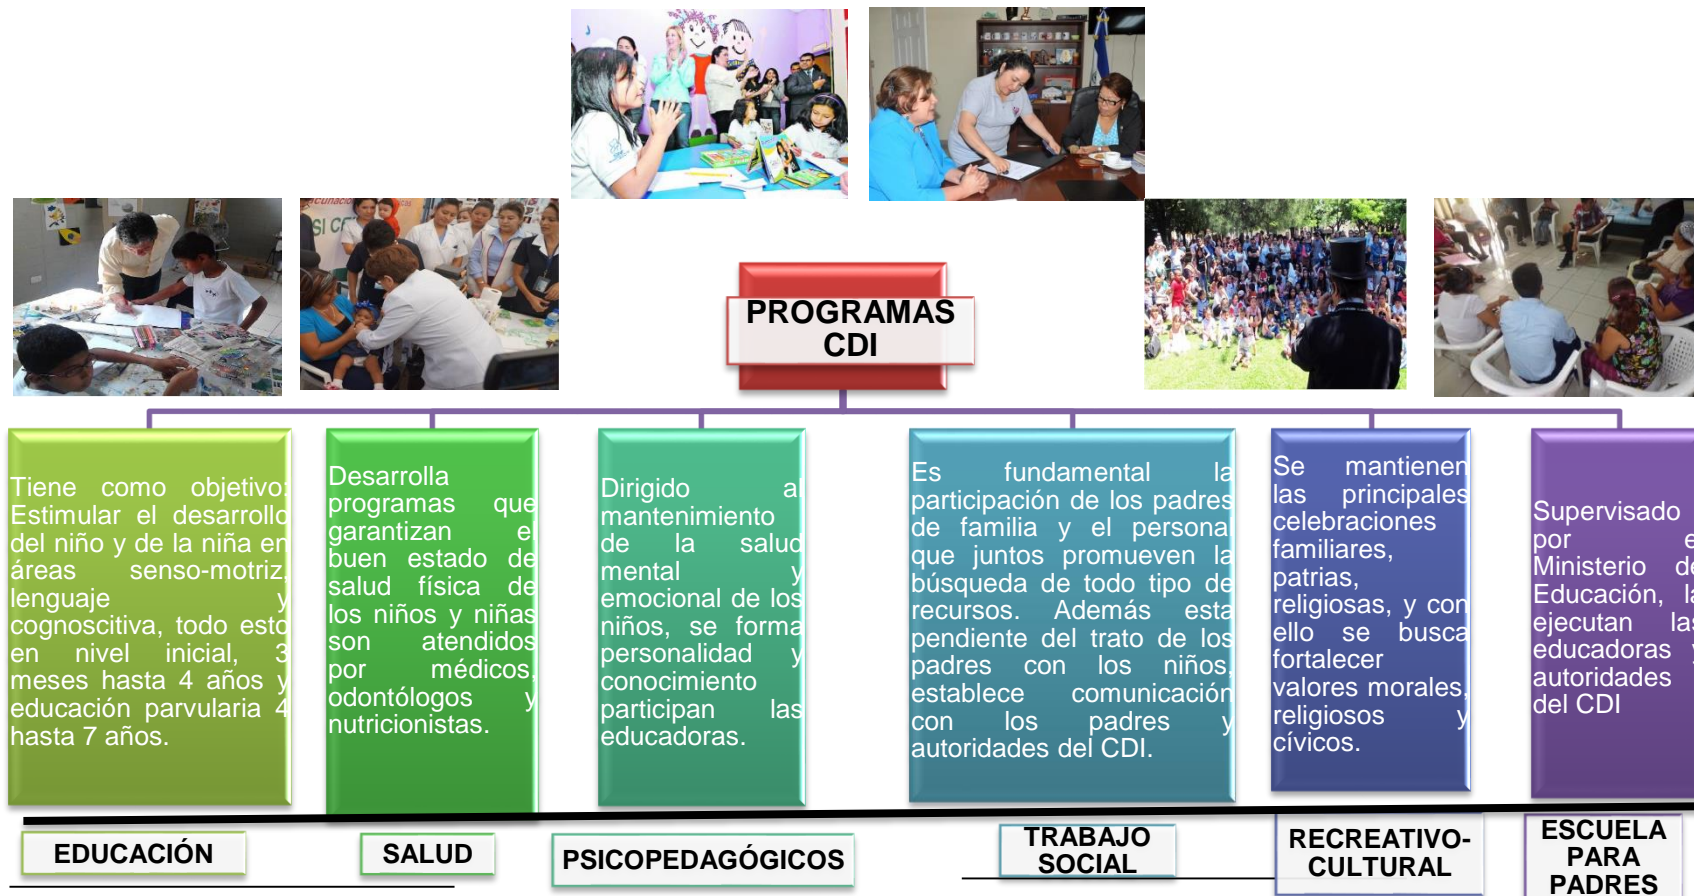 SI CE
PROGRAMAS
CDI
Tiene como objetivo:
Estimular el desarrollo
del niño y de la niña en
áreas senso-motriz,
lenguaje y
cognoscitiva, todo esto
en nivel inicial, 3
meses hasta 4 años y
educación parvularia 4
hasta 7 años.
Desarrolla
programas que
garantizan el
buen estado de
salud física de
los niños y niñas
son atendidos
por médicos,
odontólogos y
nutricionistas.
Dirigido al
mantenimiento
de la salud
mental y
emocional de los
niños, se forma
personalidad y
conocimiento
participan las
educadoras.
Es fundamental la
participación de los padres
de familia y el personal
que juntos promueven la
búsqueda de todo tipo de
recursos. Además esta
pendiente del trato de los
padres con los niños,
establece comunicación
con los padres y
autoridades del CDI.
Se mantienen
las principales
celebraciones
familiares,
patrias,
religiosas, y con
ello se busca
fortalecer
valores morales,
religiosos y
cívicos.
Supervisado
por el
Ministerio de
Educación, la
ejecutan las
educadoras y
autoridades
del CDI
EDUCACIÓN
SALUD
PSICOPEDAGÓGICOS
TRABAJO
SOCIAL
RECREATIVO-
CULTURAL
ESCUELA
PARA
PADRES